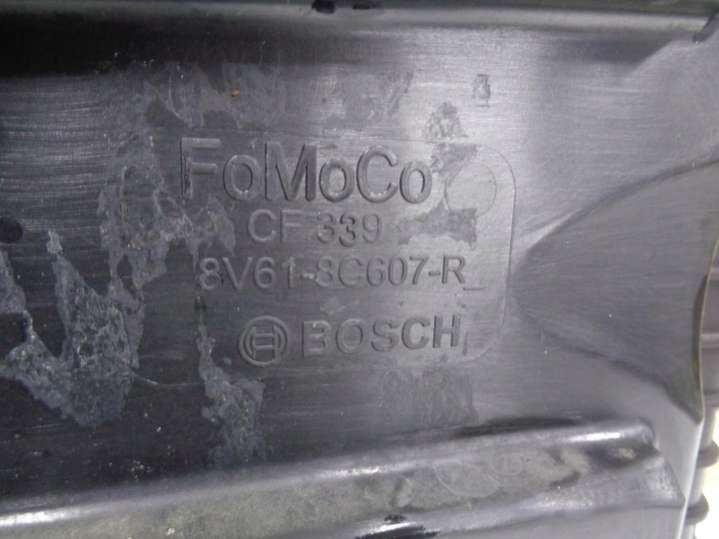 FoMoCo
CF 339
8V61-8C607-R
BOSCH